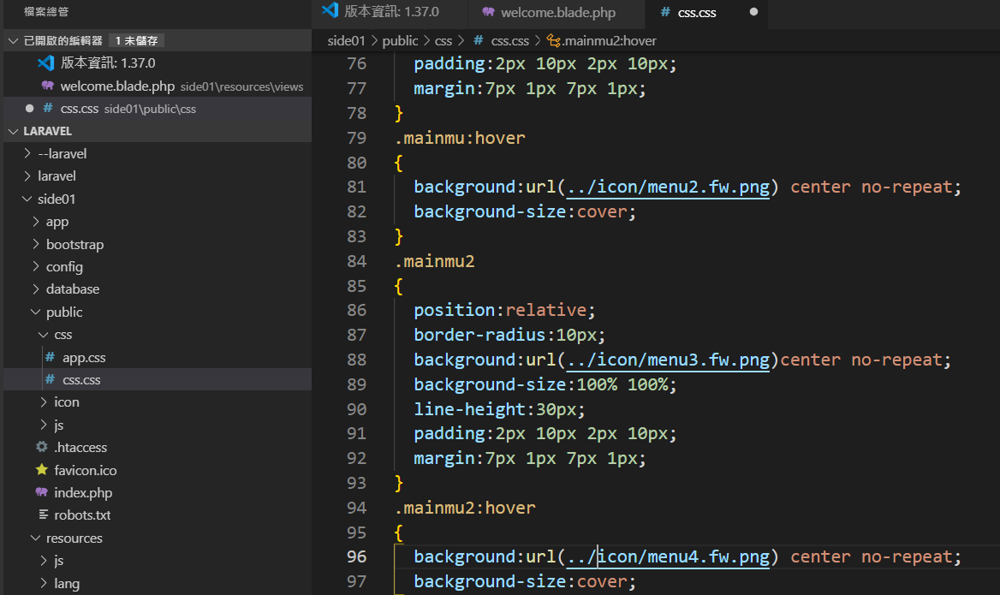 檔案總管
已開啟的編輯器 1 未儲存
版本資訊: 1.37.0
welcome.blade.php side01\resources\views
# css.css side01\public\css
LARAVEL
--laravel
laravel
side01
app
bootstrap
config
database
public
css
# app.css
# css.css
icon
js
.htaccess
favicon.ico
index.php
robots.txt
resources
js
lang
版本資訊: 1.37.0
welcome.blade.php
# css.css
side01 > public > css > # css.css > .mainmu2:hover
76 padding:2px 10px 2px 10px;
77 margin:7px 1px 7px 1px;
78 }
79 .mainmu:hover
80 {
81 background:url(../icon/menu2.fw.png) center no-repeat;
82 background-size:cover;
83 }
84 .mainmu2
85 {
86 position:relative;
87 border-radius:10px;
88 background:url(../icon/menu3.fw.png)center no-repeat;
89 background-size:100% 100%;
90 line-height:30px;
91 padding:2px 10px 2px 10px;
92 margin:7px 1px 7px 1px;
93 }
94 .mainmu2:hover
95 {
96 background:url(../icon/menu4.fw.png) center no-repeat;
97 background-size:cover;